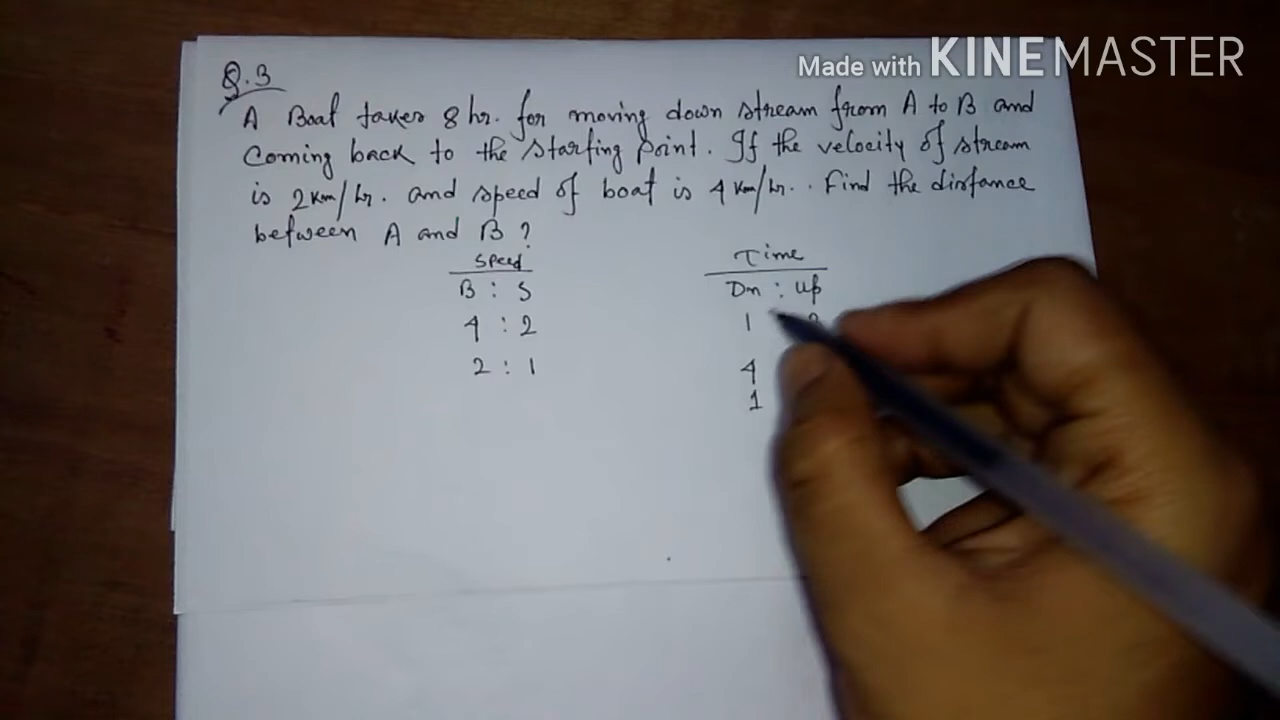 Made with KINEMASTER
Q.3
A Boat taken 8 hr. for moving down stream from A to B and
Coming back to the starting point. If the velocity of stream
is 2 km/hr. and speed of boat is 4 km/hr.. Find the distance
between A and B ?
Speed
B : S
4 : 2
2 : 1
Time
Dn : up
1
4
1